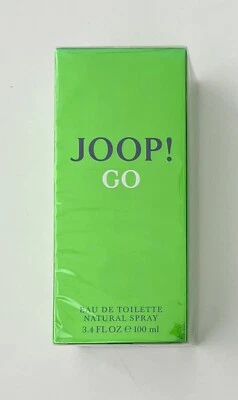 JOOP!
GO
EAU DE TOILETTE
NATURAL SPRAY
3.4 FL OZ ℮ 100 ml